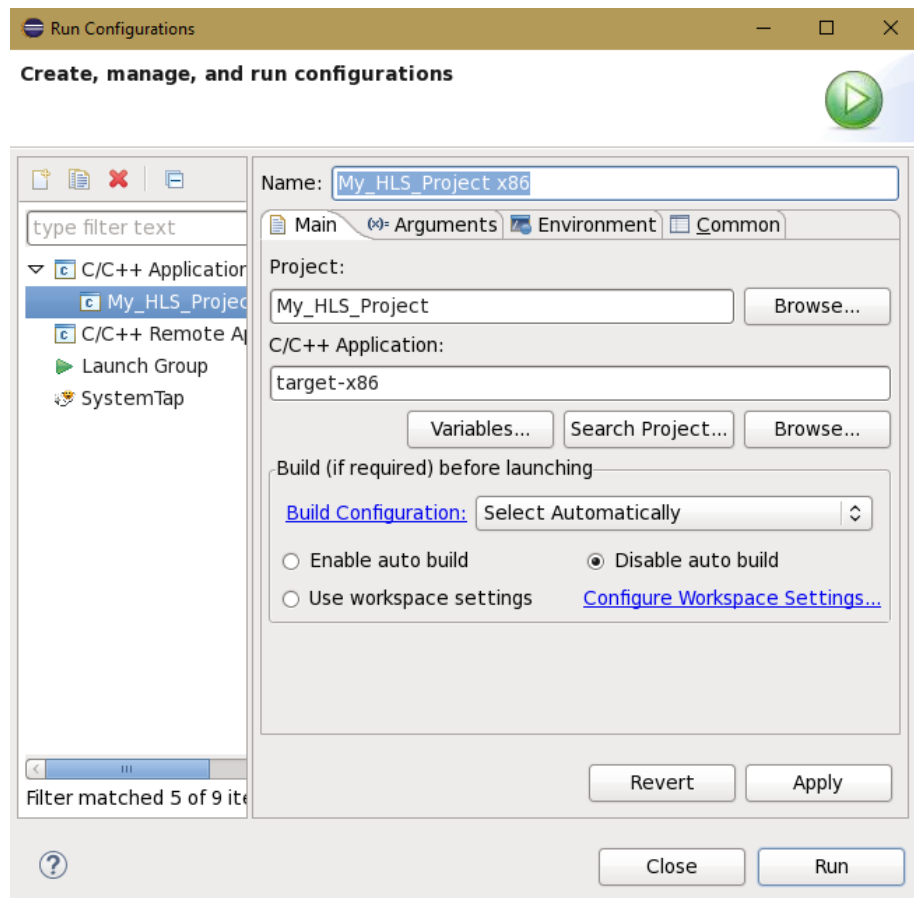 Run Configurations
Create, manage, and run configurations
type filter text
C/C++ Application
My_HLS_Projec
C/C++ Remote Ap
Launch Group
SystemTap
Filter matched 5 of 9 ite
Name: My_HLS_Project x86
Main (x)= Arguments Environment Common
Project:
My_HLS_Project Browse...
C/C++ Application:
target-x86
Variables... Search Project... Browse...
Build (if required) before launching
Build Configuration: Select Automatically
Enable auto build Disable auto build
Use workspace settings Configure Workspace Settings...
Revert Apply
? Close Run